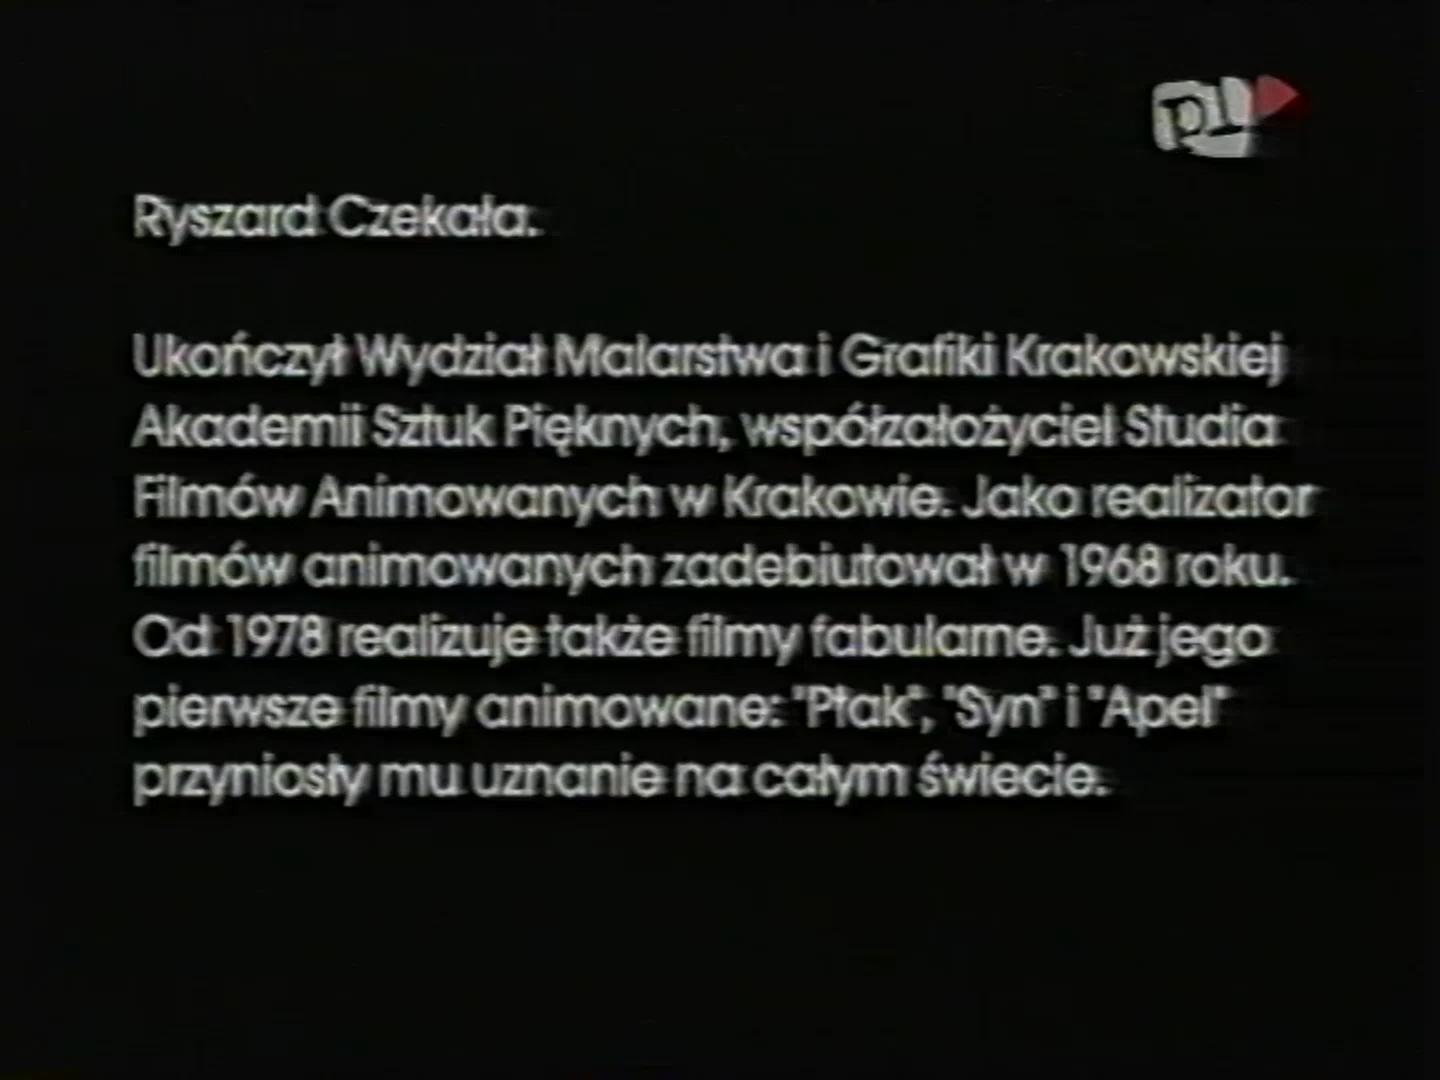 pl
Ryszard Czekała.
Ukończył Wydział Malarstwa i Grafiki Krakowskiej
Akademii Sztuk Pięknych, współzałożyciel Studia
Filmów Animowanych w Krakowie. Jako realizator
filmów animowanych zadebiutował w 1968 roku.
Od 1978 realizuje także filmy fabularne. Już jego
pierwsze filmy animowane: "Ptak", "Syn" i "Apel"
przyniosły mu uznanie na całym świecie.